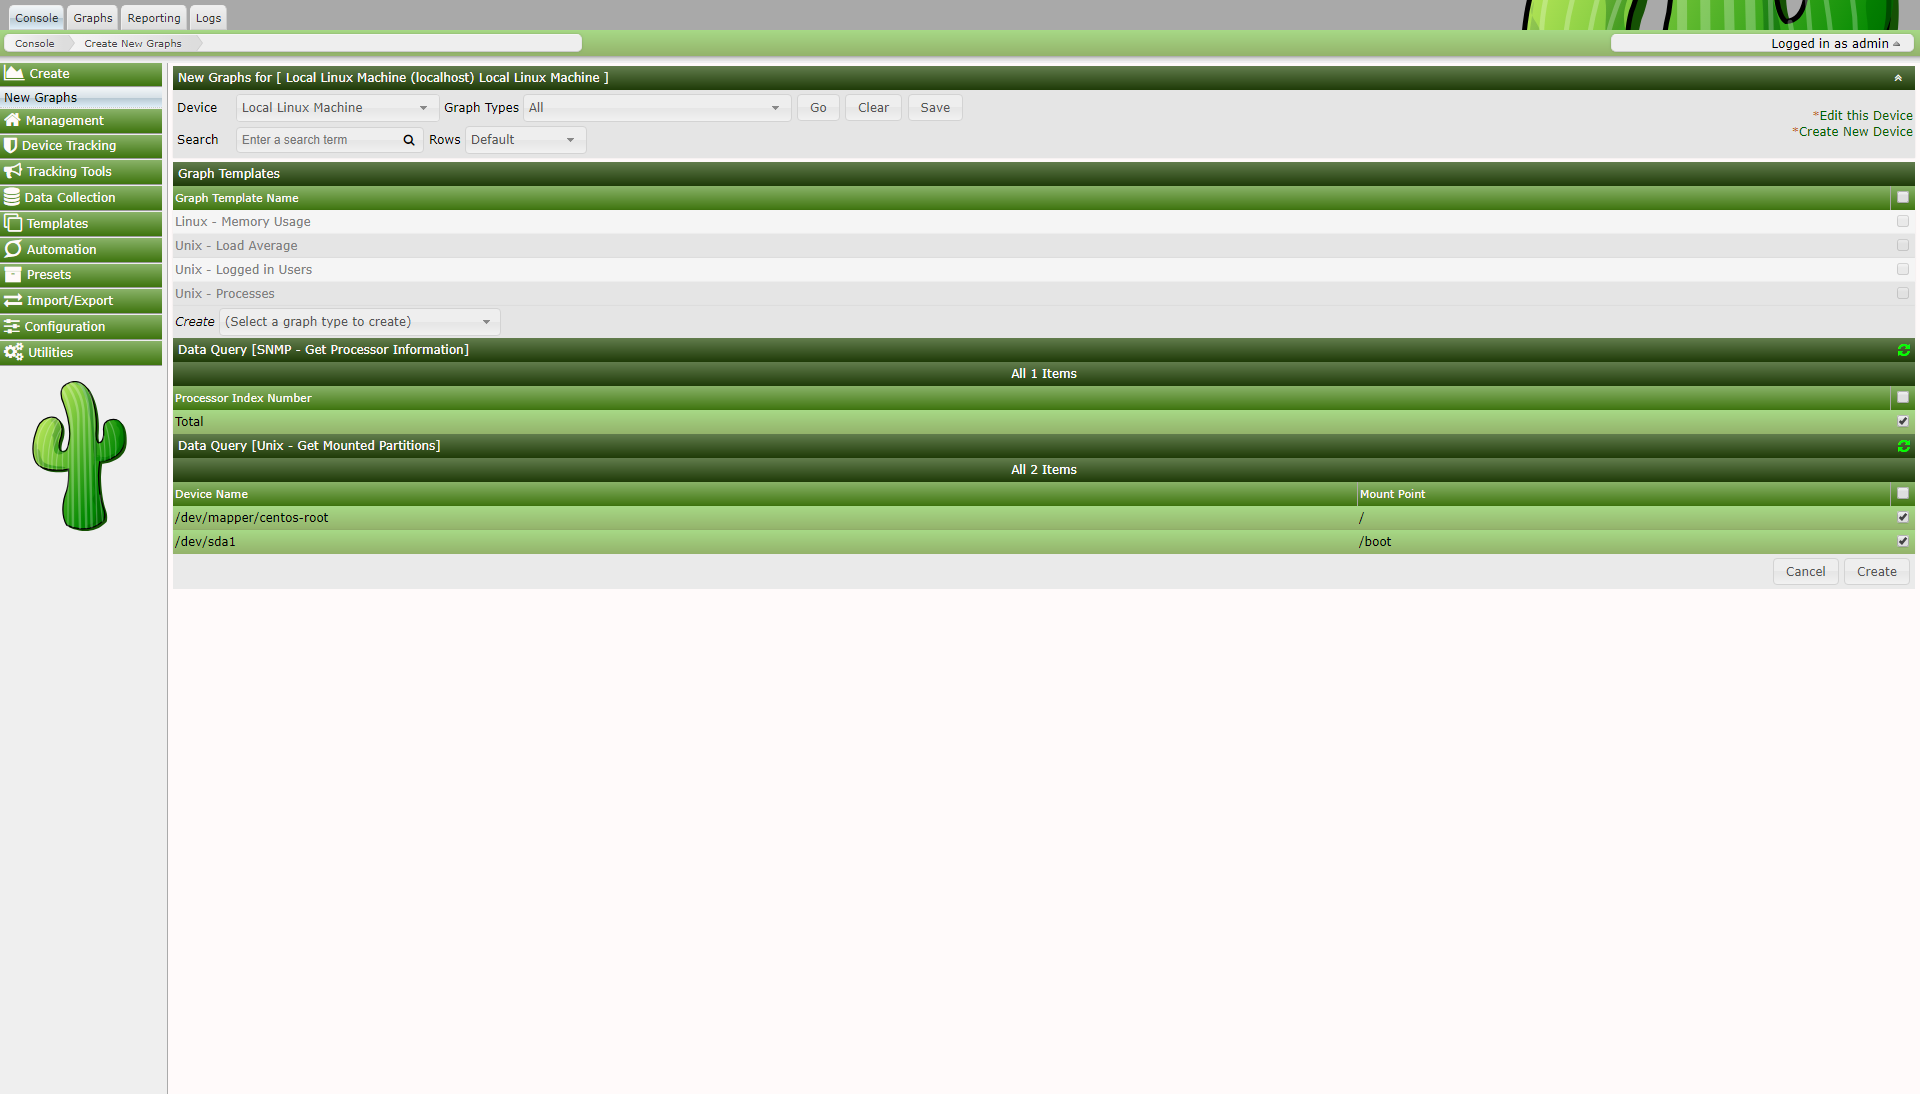 Console Graphs Reporting Logs
Console Create New Graphs Logged in as admin
Create
New Graphs
Management
Device Tracking
Tracking Tools
Data Collection
Templates
Automation
Presets
Import/Export
Configuration
Utilities
New Graphs for [ Local Linux Machine (localhost) Local Linux Machine ]
Device Local Linux Machine Graph Types All Go Clear Save
*Edit this Device
*Create New Device
Search Enter a search term Rows Default
Graph Templates
Graph Template Name
Linux - Memory Usage
Unix - Load Average
Unix - Logged in Users
Unix - Processes
Create (Select a graph type to create)
Data Query [SNMP - Get Processor Information]
All 1 Items
Processor Index Number
Total
Data Query [Unix - Get Mounted Partitions]
All 2 Items
Device Name Mount Point
/dev/mapper/centos-root /
/dev/sda1 /boot
Cancel Create